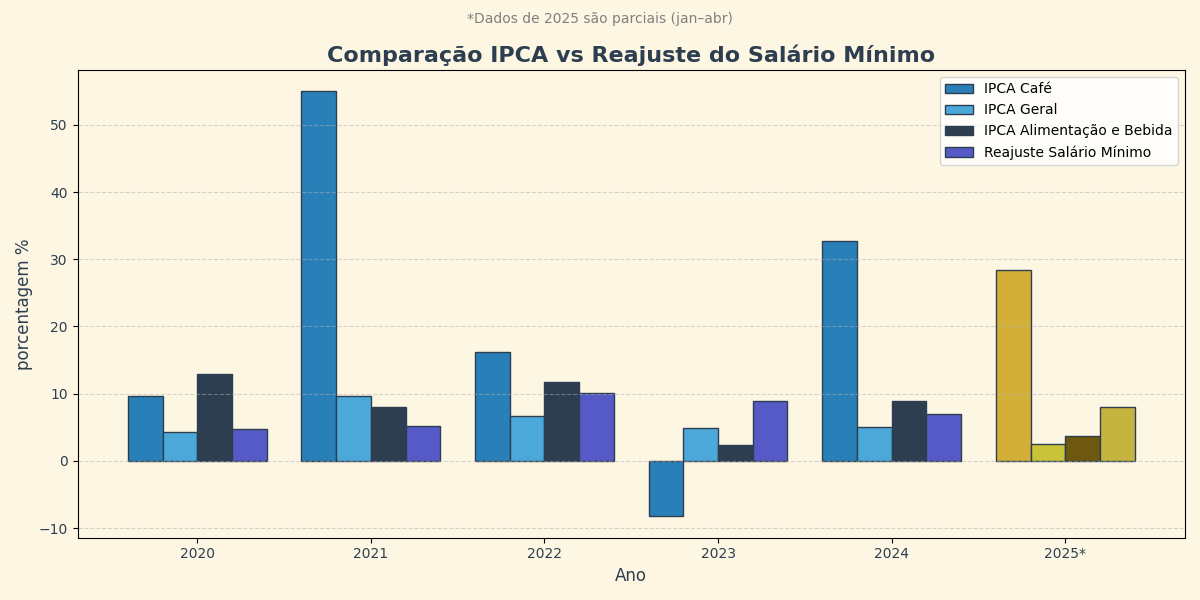 *Dados de 2025 são parciais (jan–abr)
Comparação IPCA vs Reajuste do Salário Mínimo
IPCA Café
IPCA Geral
IPCA Alimentação e Bebida
Reajuste Salário Mínimo
porcentagem %
50
40
30
20
10
0
−10
2020 2021 2022 2023 2024 2025*
Ano